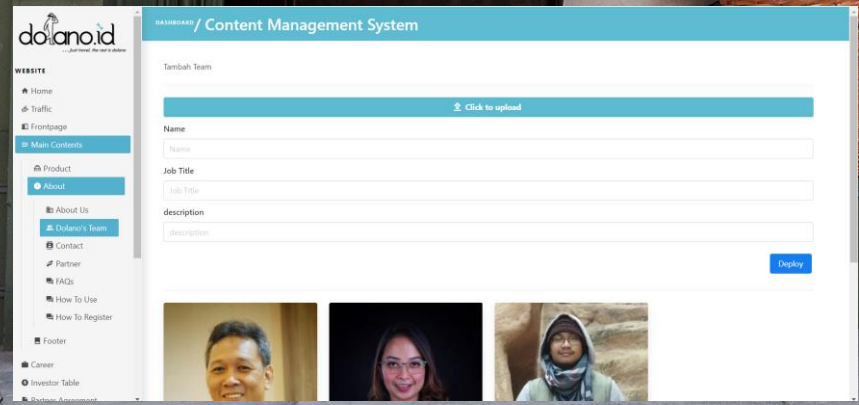 dolano.id
... just travel, the rest is dolano
DASHBOARD / Content Management System
WEBSITE
Home
Traffic
Frontpage
Main Contents
Product
About
About Us
Dolano's Team
Contact
Partner
FAQs
How To Use
How To Register
Footer
Career
Investor Table
Partner Agreement
Tambah Team
Click to upload
Name
Name
Job Title
Job Title
description
description
Deploy